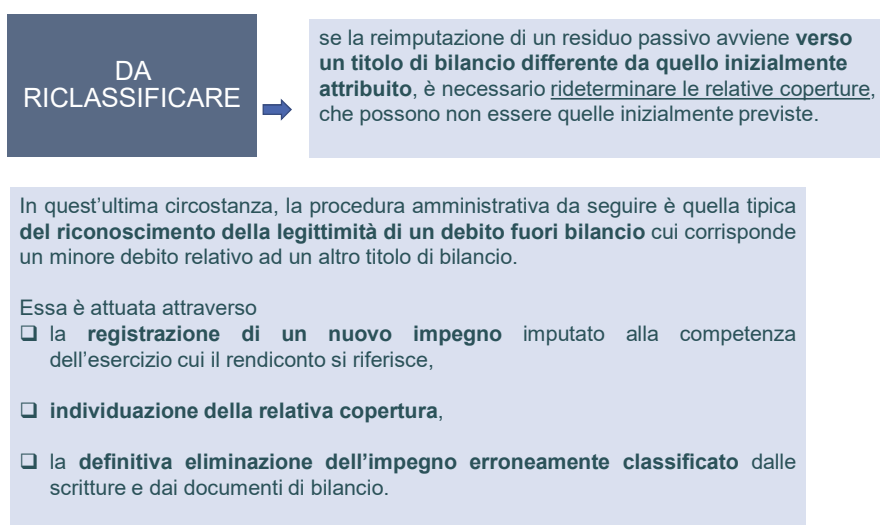 DA
RICLASSIFICARE
se la reimputazione di un residuo passivo avviene verso
un titolo di bilancio differente da quello inizialmente
attribuito, è necessario rideterminare le relative coperture,
che possono non essere quelle inizialmente previste.
In quest’ultima circostanza, la procedura amministrativa da seguire è quella tipica
del riconoscimento della legittimità di un debito fuori bilancio cui corrisponde
un minore debito relativo ad un altro titolo di bilancio.
Essa è attuata attraverso
❑ la registrazione di un nuovo impegno imputato alla competenza
dell’esercizio cui il rendiconto si riferisce,
❑ individuazione della relativa copertura,
❑ la definitiva eliminazione dell’impegno erroneamente classificato dalle
scritture e dai documenti di bilancio.